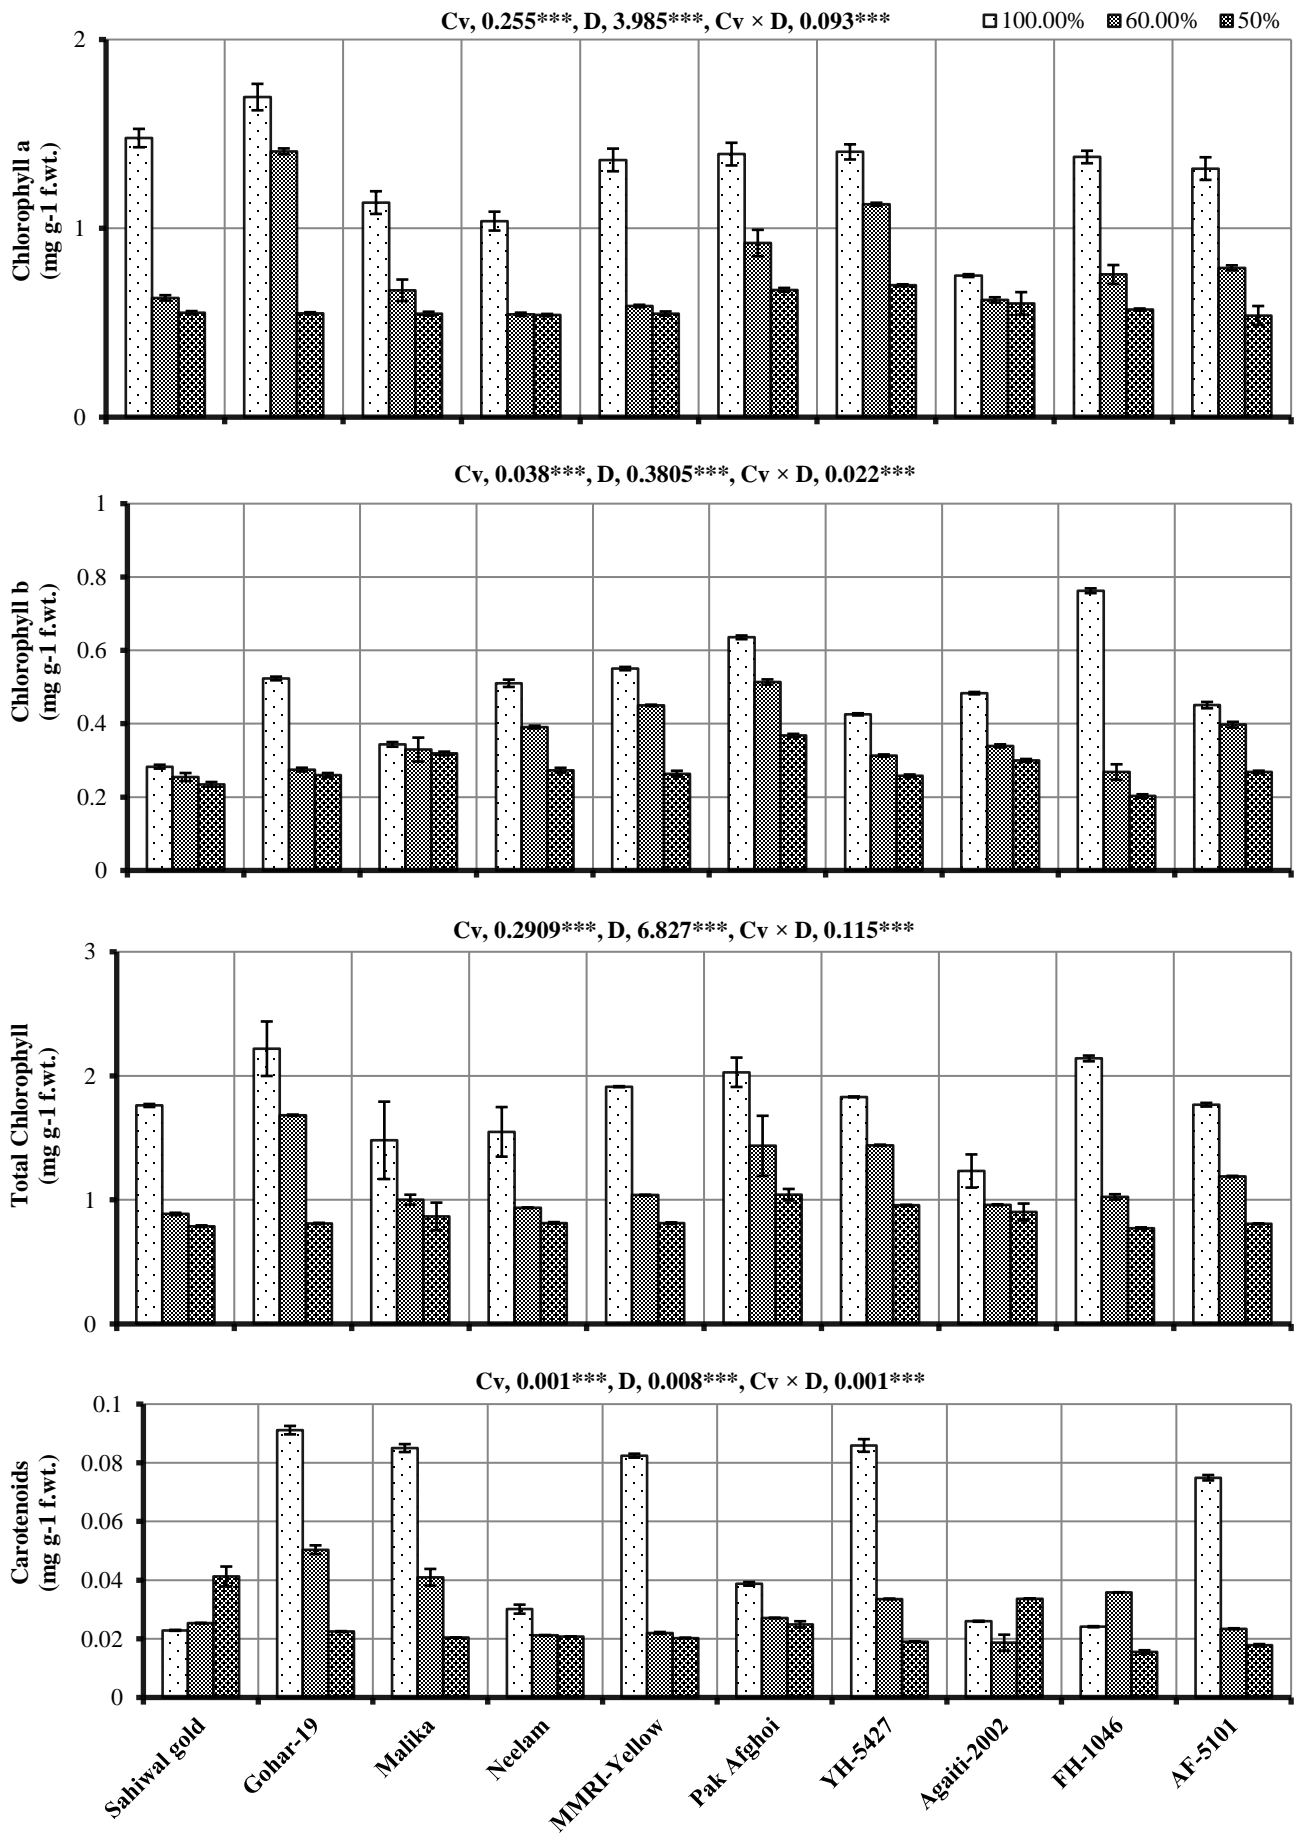 Cv, 0.255***, D, 3.985***, Cv × D, 0.093***
100.00% 60.00% 50%
Chlorophyll a
(mg g-1 f.wt.)
2
1
0
Cv, 0.038***, D, 0.3805***, Cv × D, 0.022***
Chlorophyll b
(mg g-1 f.wt.)
1
0.8
0.6
0.4
0.2
0
Cv, 0.2909***, D, 6.827***, Cv × D, 0.115***
Total Chlorophyll
(mg g-1 f.wt.)
3
2
1
0
Cv, 0.001***, D, 0.008***, Cv × D, 0.001***
Carotenoids
(mg g-1 f.wt.)
0.1
0.08
0.06
0.04
0.02
0
Sahiwal gold
Gohar-19
Malika
Neelam
MMRI-Yellow
Pak Afghoi
YH-5427
Agaiti-2002
FH-1046
AF-5101